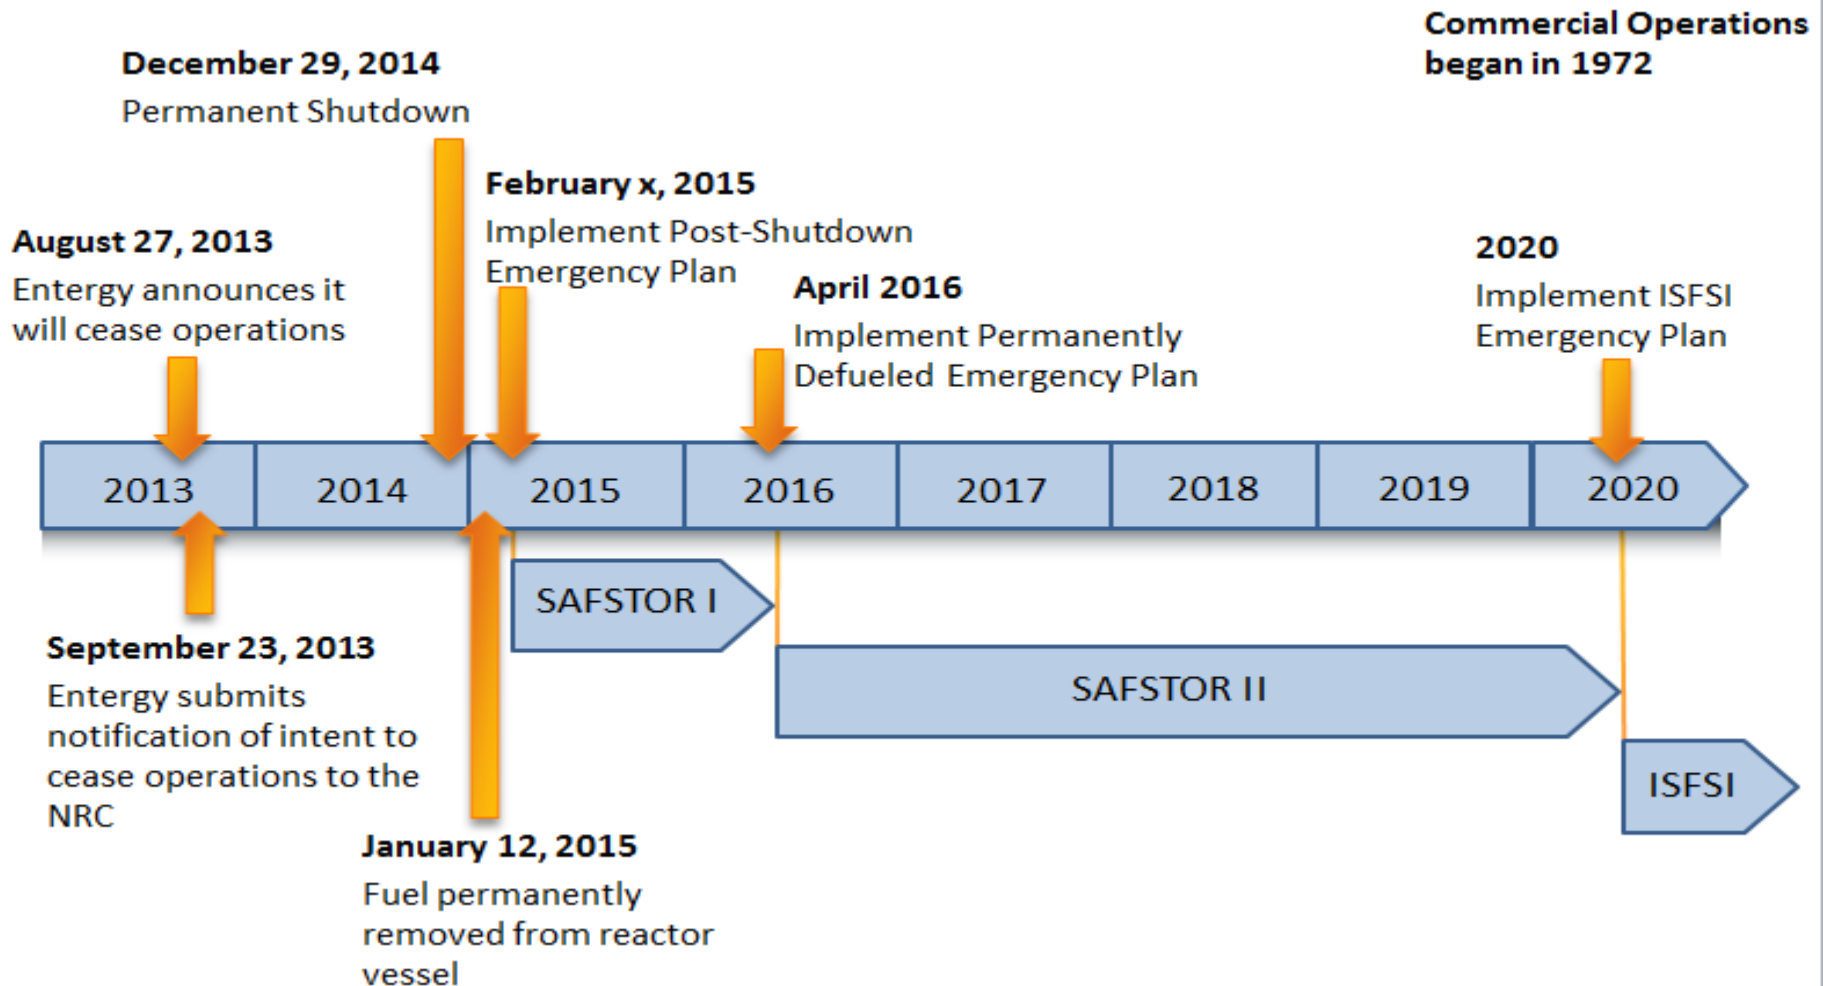 Commercial Operations
began in 1972
December 29, 2014
Permanent Shutdown
February x, 2015
Implement Post-Shutdown
Emergency Plan
August 27, 2013
Entergy announces it
will cease operations
April 2016
Implement Permanently
Defueled Emergency Plan
2020
Implement ISFSI
Emergency Plan
2013
2014
2015
2016
2017
2018
2019
2020
SAFSTOR I
SAFSTOR II
ISFSI
September 23, 2013
Entergy submits
notification of intent to
cease operations to the
NRC
January 12, 2015
Fuel permanently
removed from reactor
vessel